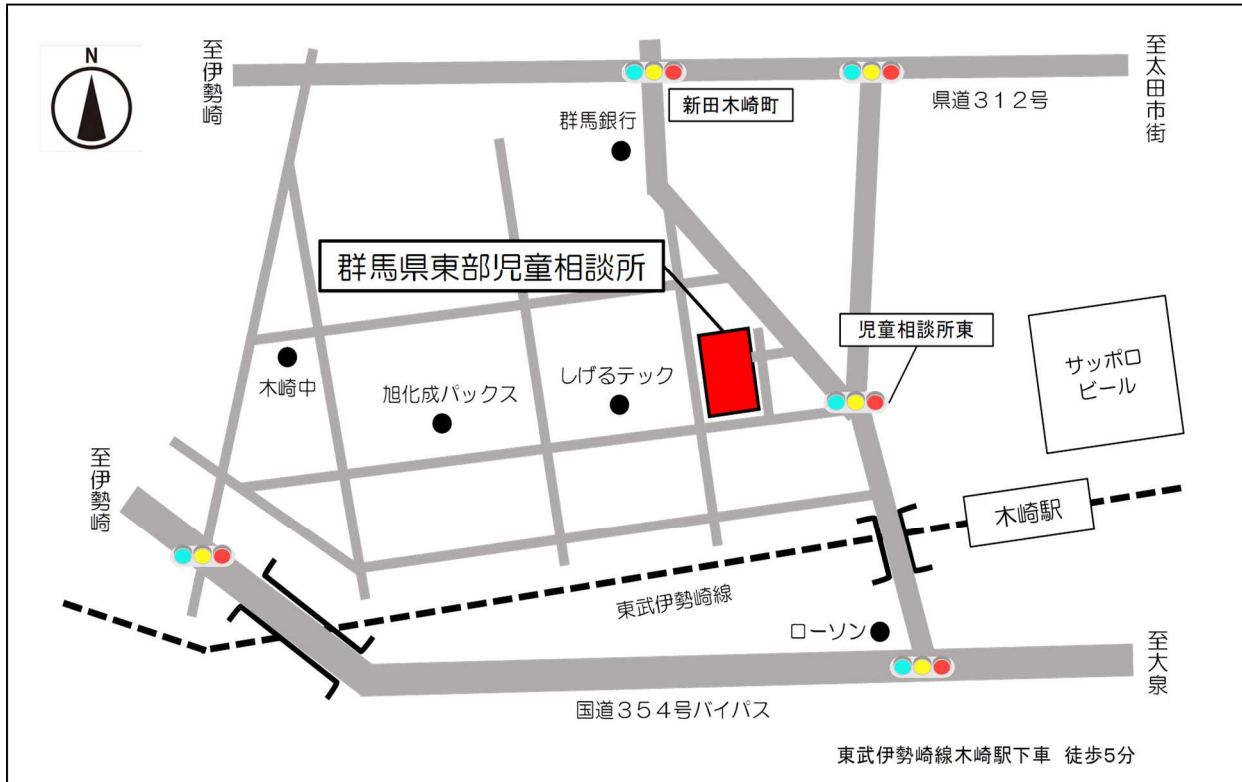 N
至伊勢崎
至太田市街
新田木崎町
県道312号
群馬銀行
群馬県東部児童相談所
児童相談所東
サッポロ
ビール
木崎中
旭化成パックス
しげるテック
至伊勢崎
木崎駅
東武伊勢崎線
ローソン
至大泉
国道354号バイパス
東武伊勢崎線木崎駅下車 徒歩5分